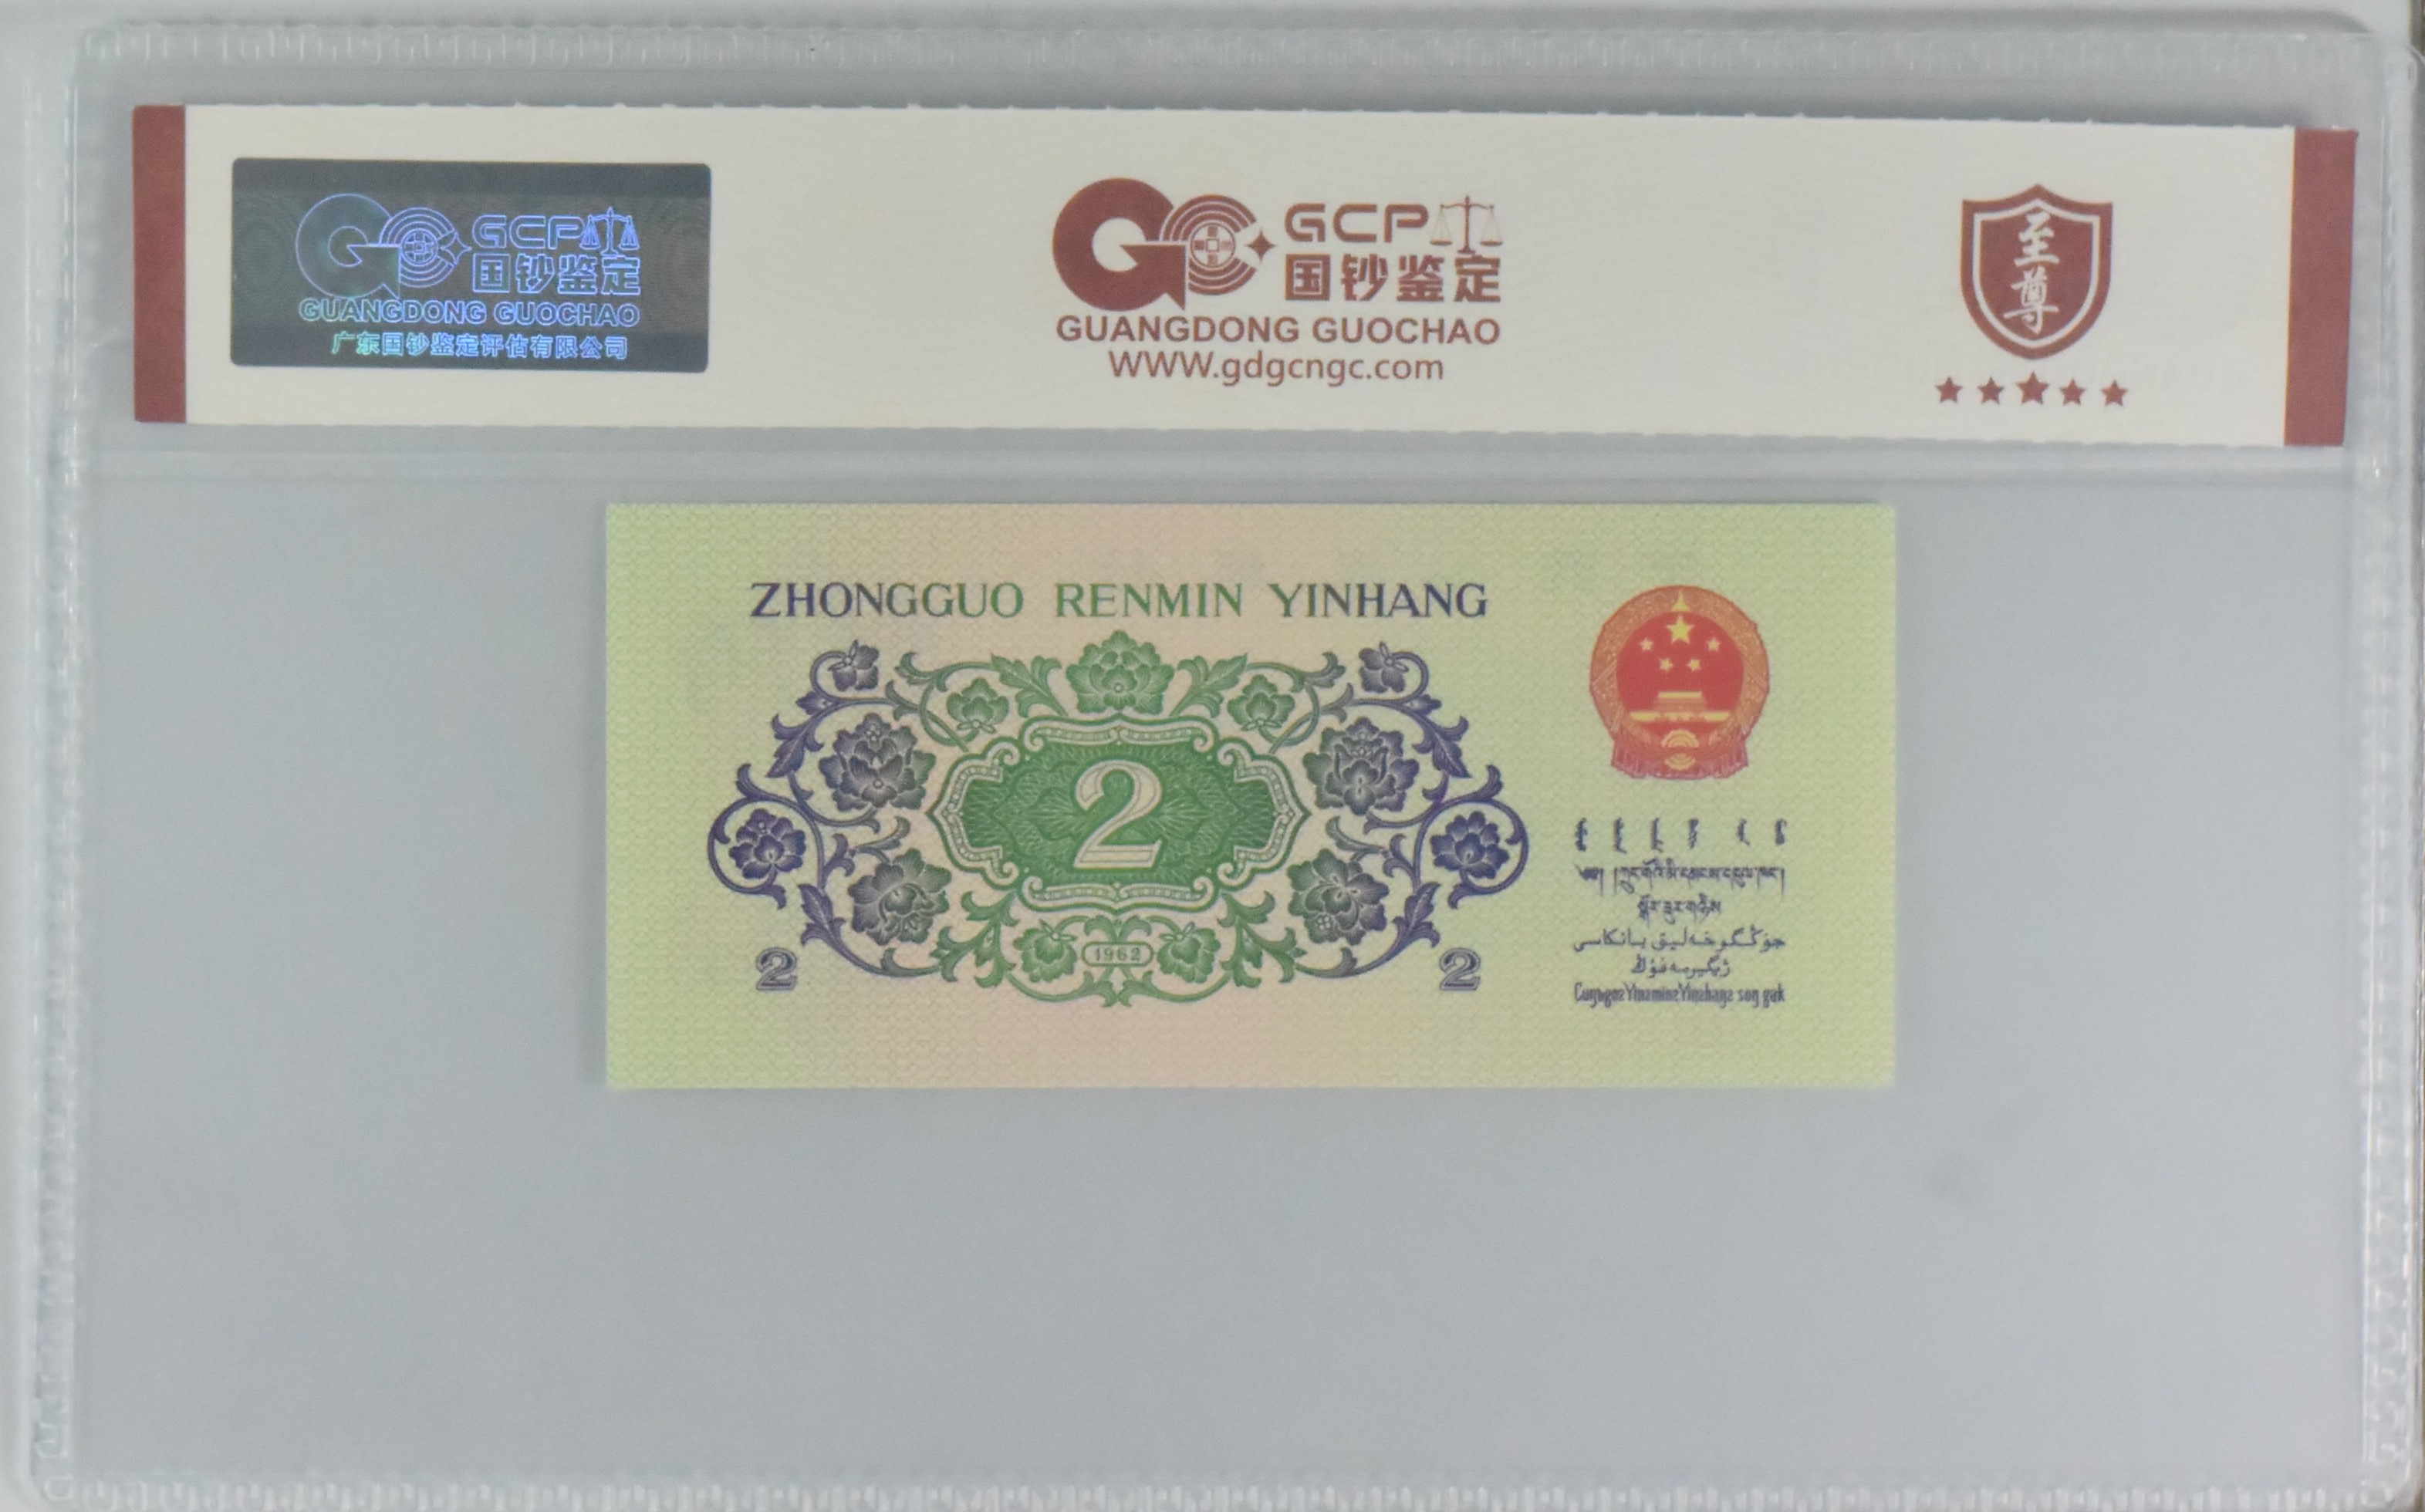 GCP
国钞鉴定
GUANGDONG GUOCHAO
广东国钞鉴定评估有限公司
GCP
国钞鉴定
GUANGDONG GUOCHAO
WWW.gdgcngc.com
至
尊
ZHONGGUO RENMIN YINHANG
2
1962
2
2
جۇڭگوخەلىق بانكاسى